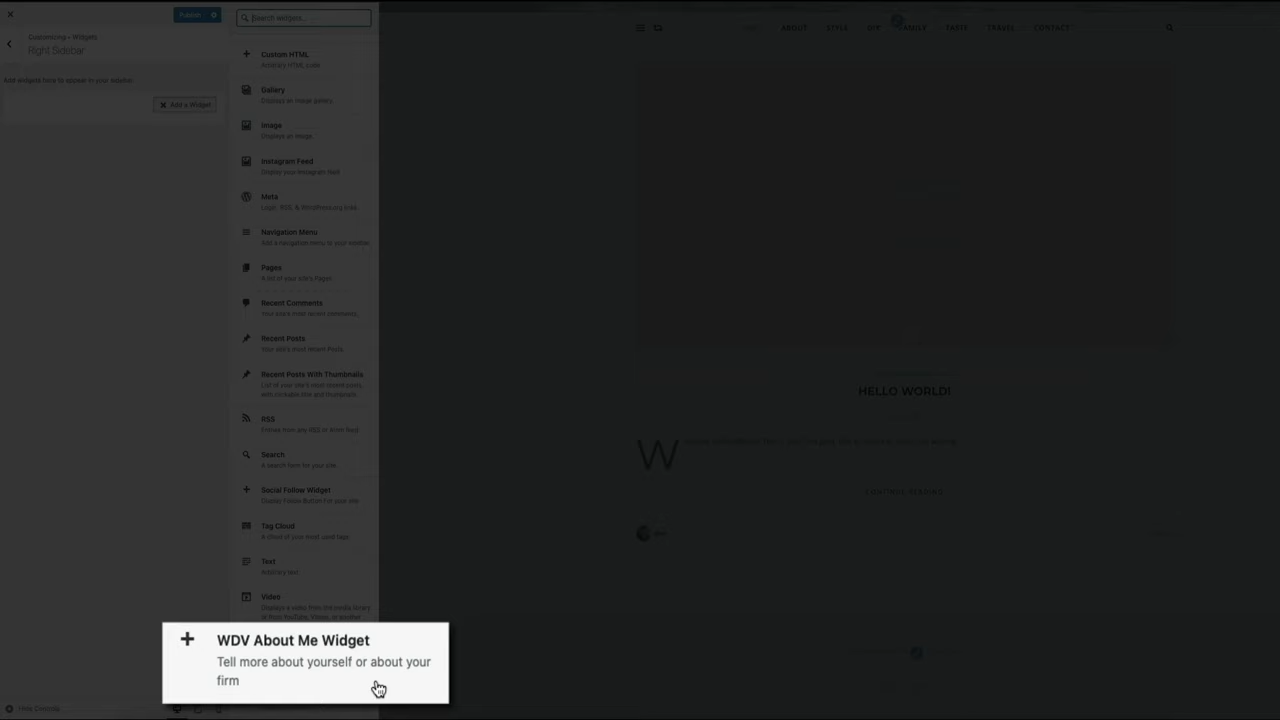 Publish
Search widgets...
Customizing ▸ Widgets
Right Sidebar
Add widgets here to appear in your sidebar.
Add a Widget
Custom HTML
Arbitrary HTML code.
Gallery
Displays an image gallery.
Image
Displays an image.
Instagram Feed
Display your Instagram feed
Meta
Login, RSS, & WordPress.org links.
Navigation Menu
Add a navigation menu to your sidebar.
Pages
A list of your site's Pages.
Recent Comments
Your site's most recent comments.
Recent Posts
Your site's most recent Posts.
Recent Posts With Thumbnails
List of your site's most recent posts,
with clickable title and thumbnails.
RSS
Entries from any RSS or Atom feed.
Search
A search form for your site.
Social Follow Widget
Tag Cloud
A cloud of your most used tags.
Text
Arbitrary text.
Video
Displays a video from the media library
or from YouTube, Vimeo, or another
WDV About Me Widget
Tell more about yourself or about your
firm
Hide Controls
ABOUT
STYLE
DIY
FAMILY
TASTE
TRAVEL
CONTACT
HELLO WORLD!
W
CONTINUE READING